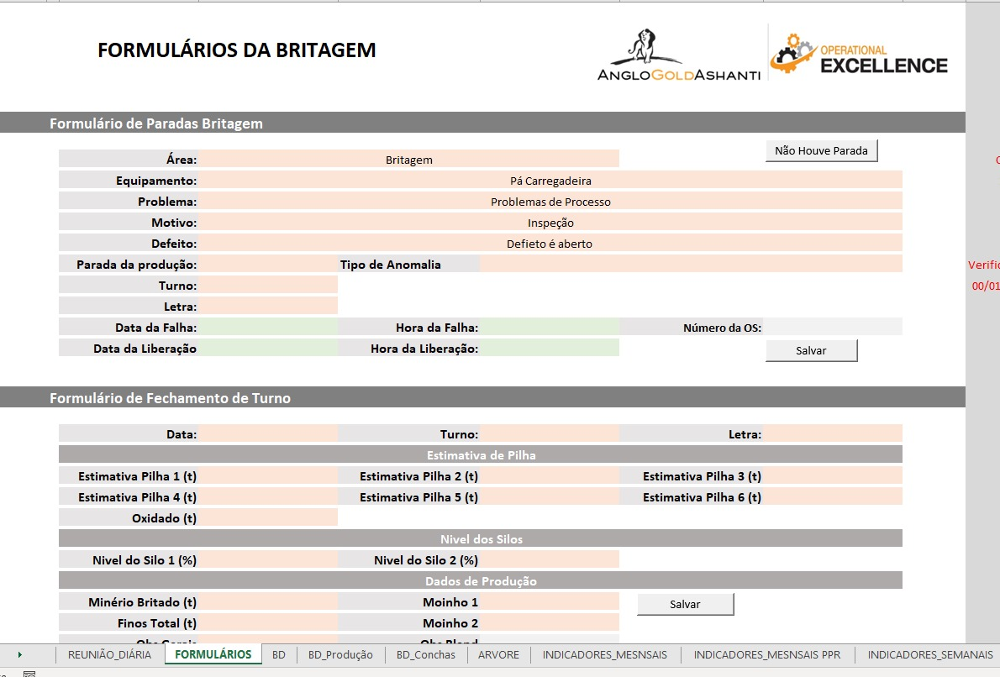 FORMULÁRIOS DA BRITAGEM
ANGLOGOLDASHANTI
OPERATIONAL
EXCELLENCE
Formulário de Paradas Britagem
Não Houve Parada
Área: Britagem
Equipamento: Pá Carregadeira
Problema: Problemas de Processo
Motivo: Inspeção
Defeito: Defieto é aberto
Parada da produção: Tipo de Anomalia
Verific
Turno:
00/01
Letra:
Data da Falha: Hora da Falha: Número da OS:
Data da Liberação Hora da Liberação: Salvar
Formulário de Fechamento de Turno
Data: Turno: Letra:
Estimativa de Pilha
Estimativa Pilha 1 (t) Estimativa Pilha 2 (t) Estimativa Pilha 3 (t)
Estimativa Pilha 4 (t) Estimativa Pilha 5 (t) Estimativa Pilha 6 (t)
Oxidado (t)
Nivel dos Silos
Nivel do Silo 1 (%) Nivel do Silo 2 (%)
Dados de Produção
Minério Britado (t) Moinho 1 Salvar
Finos Total (t) Moinho 2
Obs Gerais Obs Blend
REUNIÃO_DIÁRIA FORMULÁRIOS BD BD_Produção BD_Conchas ARVORE INDICADORES_MESNSAIS INDICADORES_MESNSAIS PPR INDICADORES_SEMANAIS